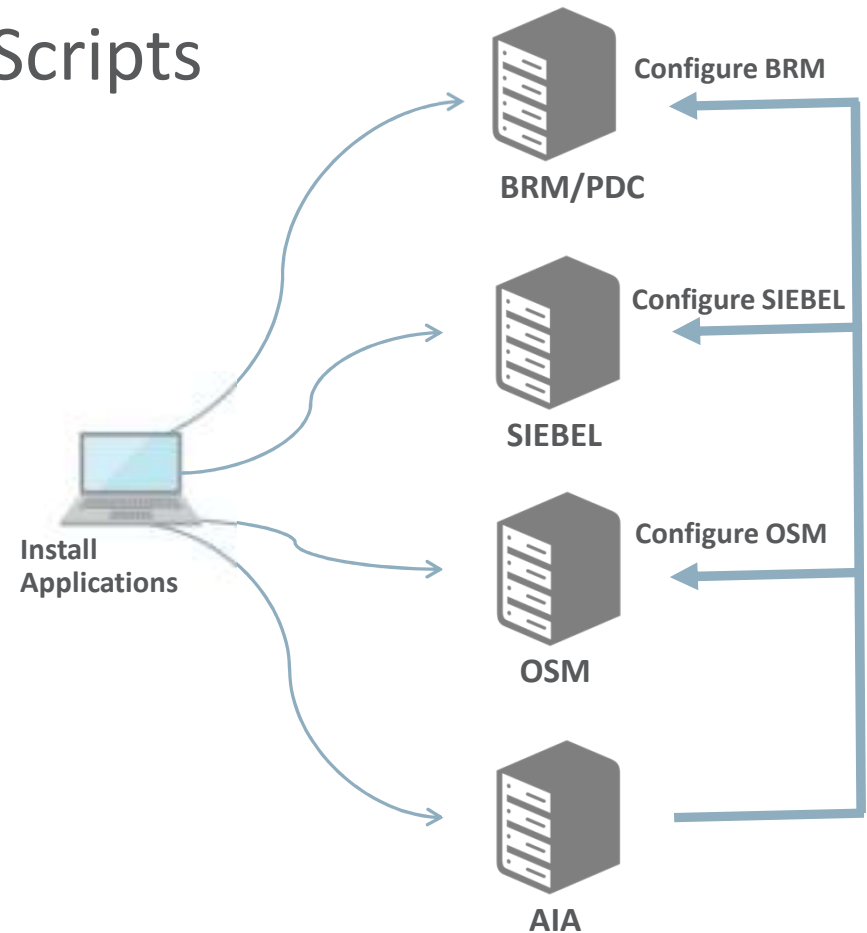 Scripts
Configure BRM
BRM/PDC
Configure SIEBEL
SIEBEL
Install
Applications
Configure OSM
OSM
AIA